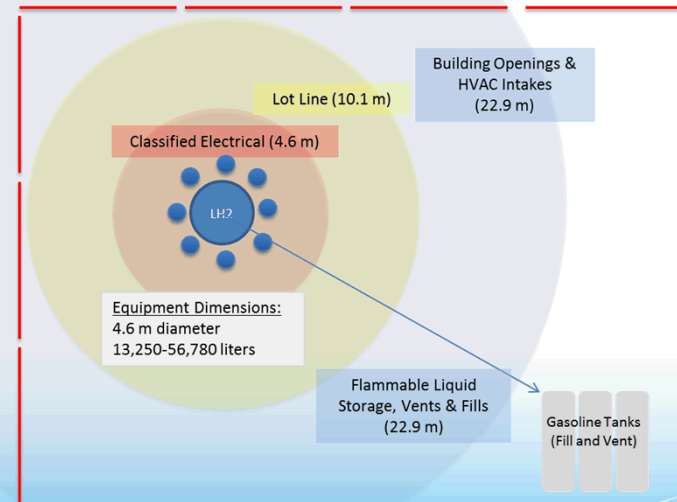 Building Openings &
HVAC Intakes
(22.9 m)
Lot Line (10.1 m)
Classified Electrical (4.6 m)
LH2
Equipment Dimensions:
4.6 m diameter
13,250-56,780 liters
Flammable Liquid
Storage, Vents & Fills
(22.9 m)
Gasoline Tanks
(Fill and Vent)